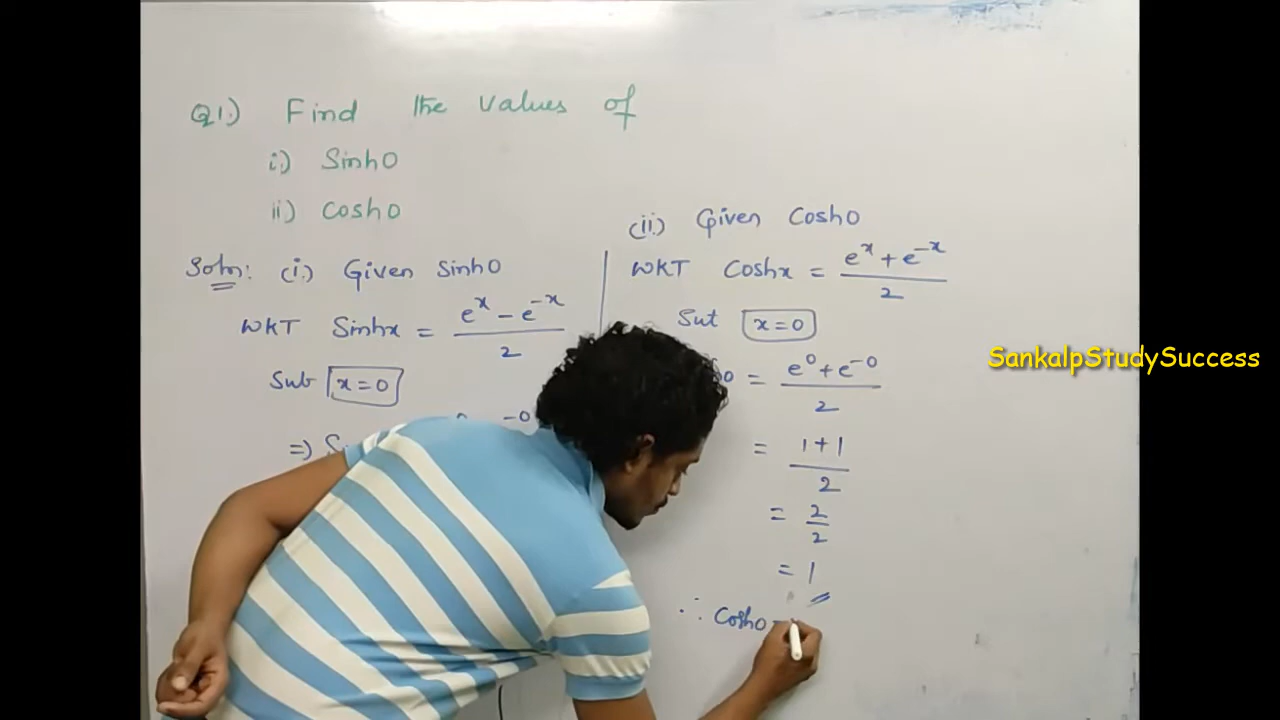 Q1.) Find the values of
i.) Sinh0
ii) Cosh0
Soln: (i.) Given Sinh0
WKT Sinhx = e^x - e^-x / 2
Sub x=0
=)
-0
(ii.) Given Cosh0
WKT Coshx = e^x + e^-x / 2
Sut x=0
= e^0 + e^-0 / 2
= 1+1 / 2
= 2/2
= 1
∴ Cosh0 =
SankalpStudySuccess